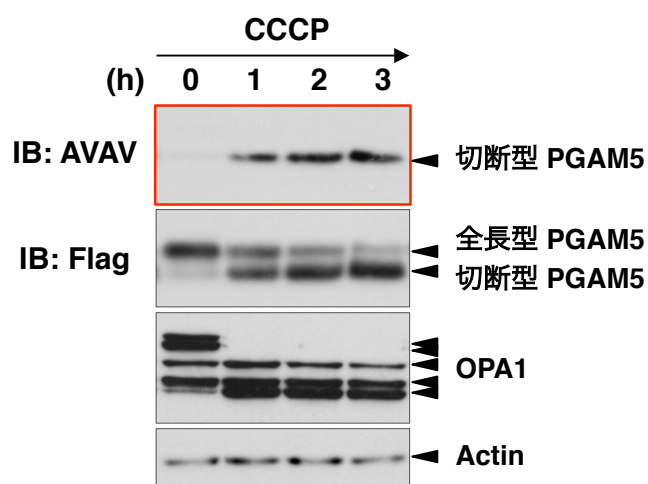 CCCP
(h) 0 1 2 3
IB: AVAV 切断型 PGAM5
全長型 PGAM5
IB: Flag
切断型 PGAM5
OPA1
Actin